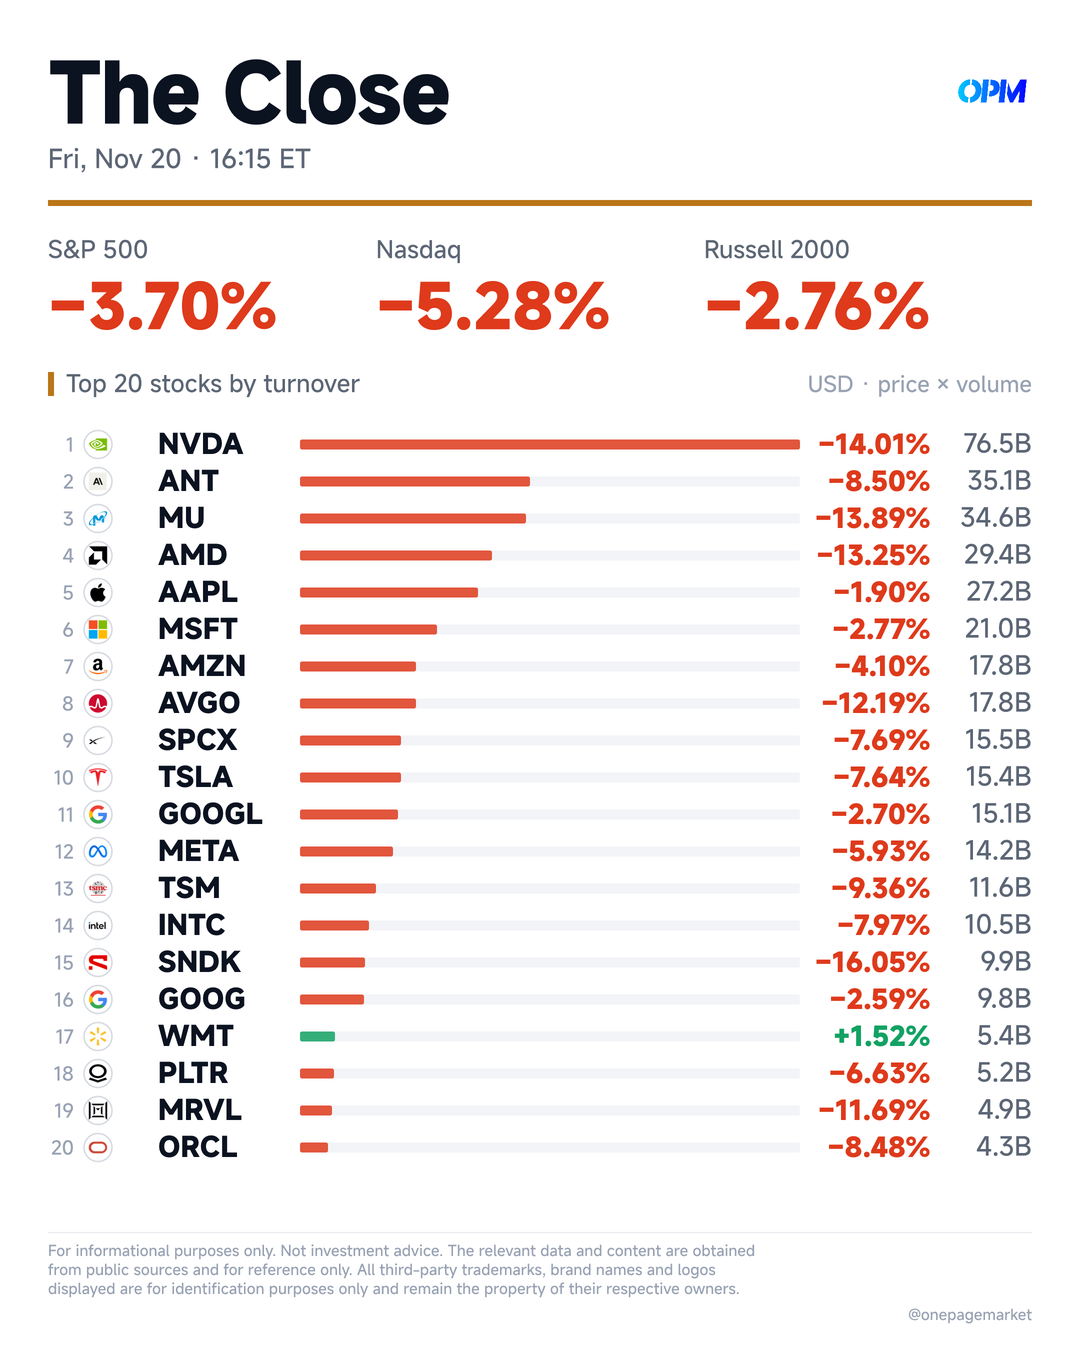 The Close
OPM
Fri, Nov 20 · 16:15 ET
S&P 500 Nasdaq Russell 2000
−3.70% −5.28% −2.76%
Top 20 stocks by turnover USD · price × volume
1 NVDA −14.01% 76.5B
2 ANT −8.50% 35.1B
3 MU −13.89% 34.6B
4 AMD −13.25% 29.4B
5 AAPL −1.90% 27.2B
6 MSFT −2.77% 21.0B
7 AMZN −4.10% 17.8B
8 AVGO −12.19% 17.8B
9 SPCX −7.69% 15.5B
10 TSLA −7.64% 15.4B
11 GOOGL −2.70% 15.1B
12 META −5.93% 14.2B
13 tsmc TSM −9.36% 11.6B
14 intel INTC −7.97% 10.5B
15 SNDK −16.05% 9.9B
16 GOOG −2.59% 9.8B
17 WMT +1.52% 5.4B
18 PLTR −6.63% 5.2B
19 MRVL −11.69% 4.9B
20 ORCL −8.48% 4.3B
For informational purposes only. Not investment advice. The relevant data and content are obtained
from public sources and for reference only. All third-party trademarks, brand names and logos
displayed are for identification purposes only and remain the property of their respective owners.
@onepagemarket